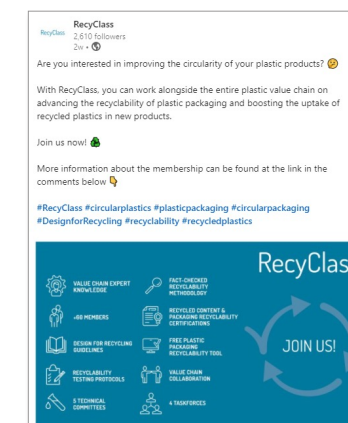 RecyClass
RecyClass
2,610 followers
2w •
Are you interested in improving the circularity of your plastic products?
With RecyClass, you can work alongside the entire plastic value chain on
advancing the recyclability of plastic packaging and boosting the uptake of
recycled plastics in new products.
Join us now!
More information about the membership can be found at the link in the
comments below
#RecyClass #circularplastics #plasticpackaging #circularpackaging
#DesignforRecycling #recyclability #recycledplastics
RecyClas
VALUE CHAIN EXPERT
KNOWLEDGE
+80 MEMBERS
DESIGN FOR RECYCLING
GUIDELINES
RECYCLABILITY
TESTING PROTOCOLS
5 TECHNICAL
COMMITTEES
FACT-CHECKED
RECYCLABILITY
METHODOLOGY
RECYCLED CONTENT &
PACKAGING RECYCLABILITY
CERTIFICATIONS
FREE PLASTIC
PACKAGING
RECYCLABILITY TOOL
VALUE CHAIN
COLLABORATION
4 TASKFORCES
JOIN US!